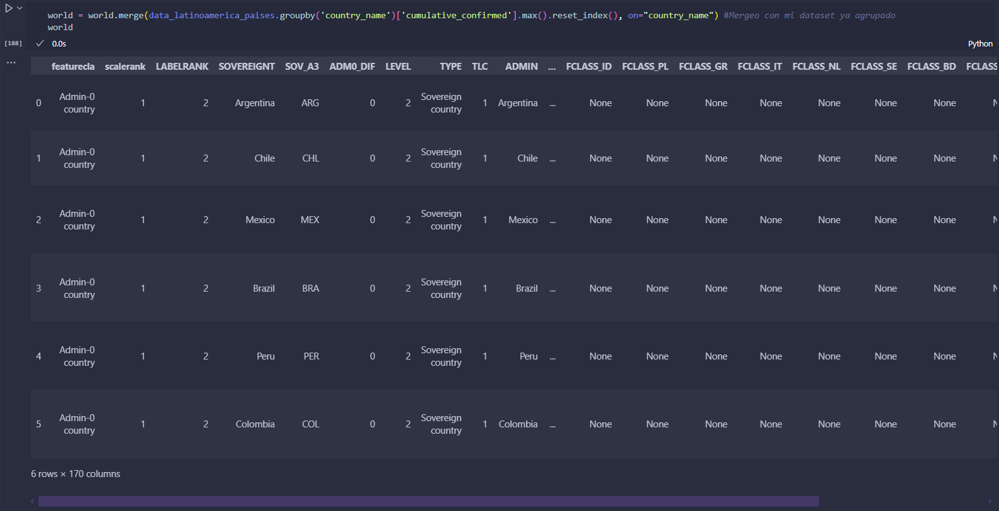 world = world.merge(data_latinoamerica_paises.groupby('country_name')['cumulative_confirmed'].max().reset_index(), on="country_name") #Mergeo con mi dataset ya agrupado
world
[188] ✓ 0.0s Python
...
featurecla scalerank LABELRANK SOVEREIGNT SOV_A3 ADM0_DIF LEVEL TYPE TLC ADMIN ... FCLASS_ID FCLASS_PL FCLASS_GR FCLASS_IT FCLASS_NL FCLASS_SE FCLASS_BD FCLASS
0 Admin-0 country 1 2 Argentina ARG 0 2 Sovereign country 1 Argentina ... None None None None None None None N
1 Admin-0 country 1 2 Chile CHL 0 2 Sovereign country 1 Chile ... None None None None None None None N
2 Admin-0 country 1 2 Mexico MEX 0 2 Sovereign country 1 Mexico ... None None None None None None None N
3 Admin-0 country 1 2 Brazil BRA 0 2 Sovereign country 1 Brazil ... None None None None None None None N
4 Admin-0 country 1 2 Peru PER 0 2 Sovereign country 1 Peru ... None None None None None None None N
5 Admin-0 country 1 2 Colombia COL 0 2 Sovereign country 1 Colombia ... None None None None None None None N
6 rows × 170 columns